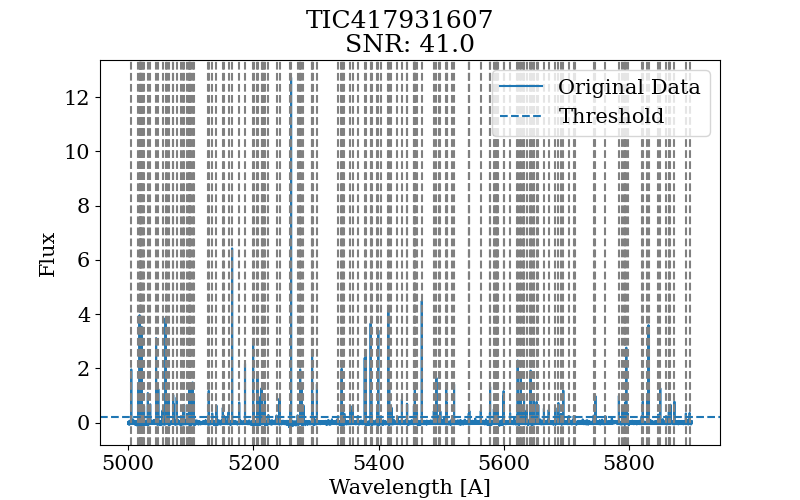 TIC417931607
SNR: 41.0
Original Data
Threshold
12
10
8
6
4
2
0
Flux
5000 5200 5400 5600 5800
Wavelength [A]